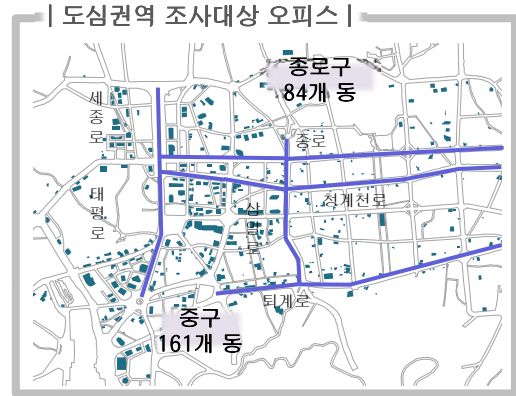 | 도심권역 조사대상 오피스 |
종로구
84개 동
세종로
종로
태평로
삼일로
청계천로
퇴계로
중구
161개 동